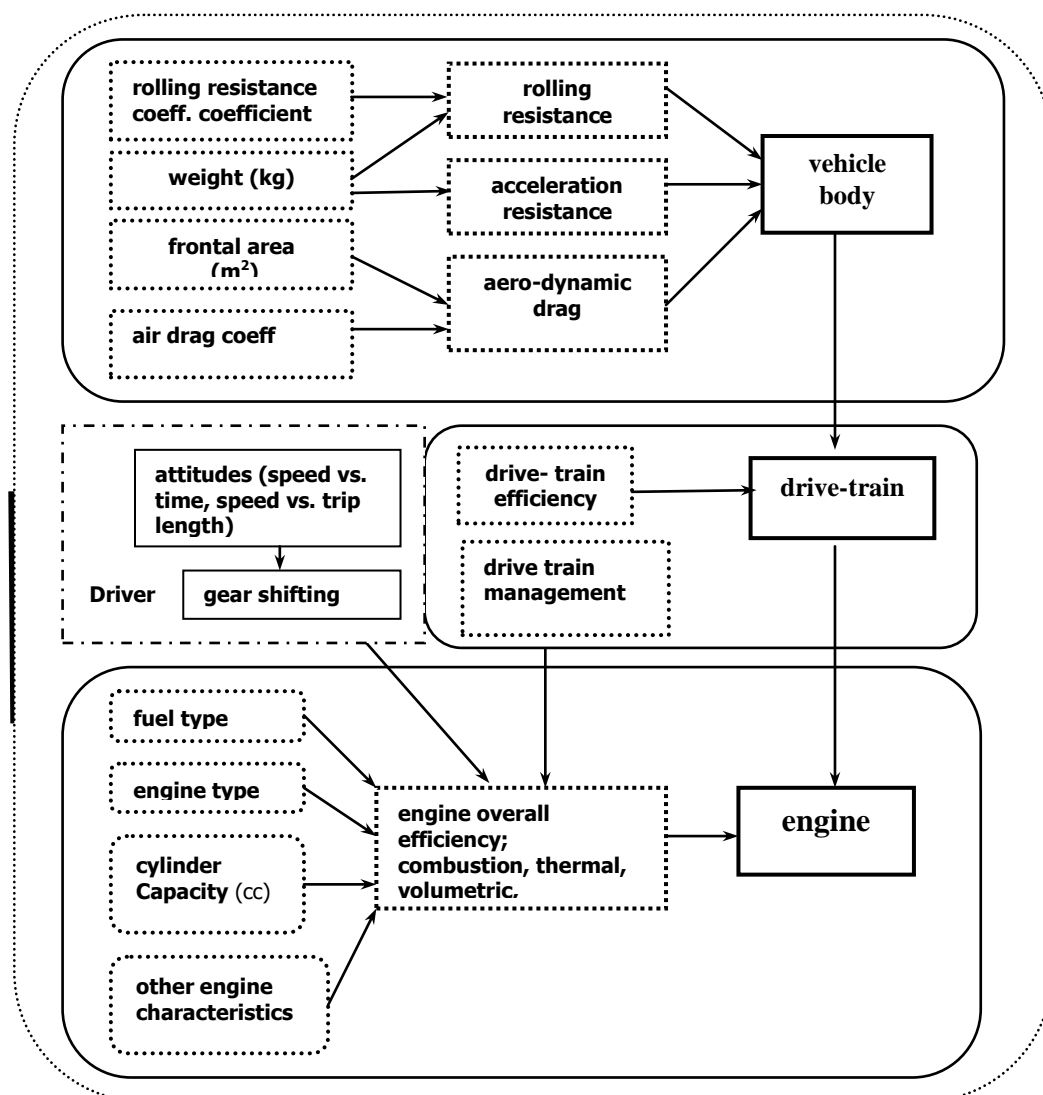 rolling resistance
coeff. coefficient
rolling
resistance
weight (kg)
acceleration
resistance
vehicle
body
frontal area
(m²)
aero-dynamic
drag
air drag coeff
attitudes (speed vs.
time, speed vs. trip
length)
Driver
gear shifting
drive- train
efficiency
drive-train
drive train
management
fuel type
engine type
cylinder
Capacity (cc)
other engine
characteristics
engine overall
efficiency;
combustion, thermal,
volumetric.
engine